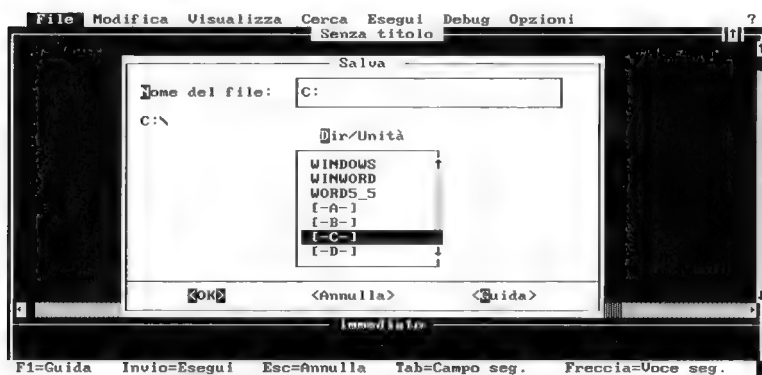 File Modifica Visualizza Cerca Esegui Debug Opzioni ?
Senza titolo
Salva
Nome del file: C:
C:\
Dir/Unità
WINDOWS
WINWORD
WORD5_5
[-A-]
[-B-]
[-C-]
[-D-]
<OK> <Annulla> <Guida>
Immediato
F1=Guida Invio=Esegui Esc=Annulla Tab=Campo seg. Freccia=Voce seg.